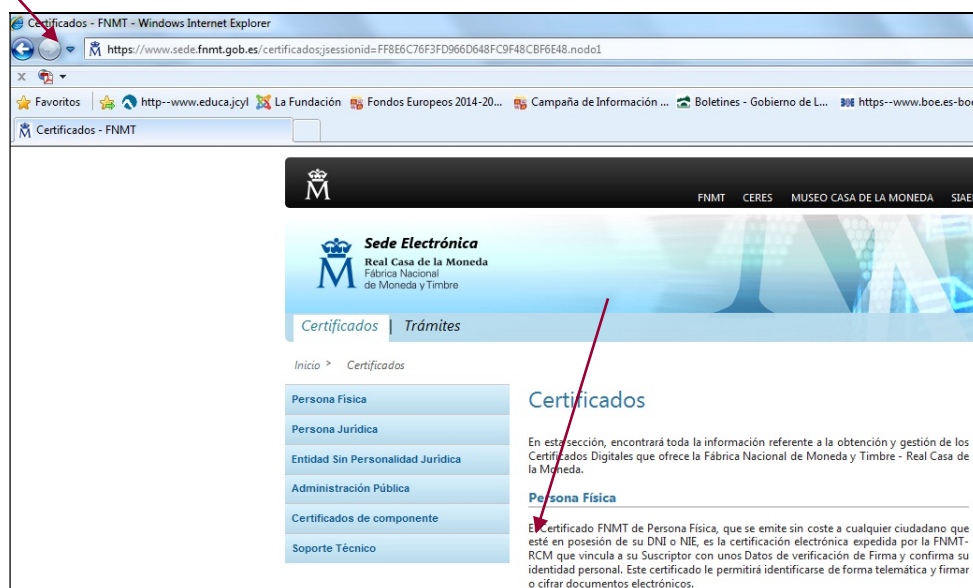 Certificados - FNMT - Windows Internet Explorer
https://www.sede.fnmt.gob.es/certificados;jsessionid=FF8E6C76F3FD966D648FC9F48CBF6E48.nodo1
x
Favoritos http--www.educa.jcyl La Fundación Fondos Europeos 2014-20... Campaña de Información ... Boletines - Gobierno de L... BOE https--www.boe.es-boe
Certificados - FNMT
M
FNMT CERES MUSEO CASA DE LA MONEDA SIAE
Sede Electrónica
Real Casa de la Moneda
Fábrica Nacional
de Moneda y Timbre
Certificados | Trámites
Inicio > Certificados
Persona Física
Persona Jurídica
Entidad Sin Personalidad Jurídica
Administración Pública
Certificados de componente
Soporte Técnico
Certificados
En esta sección, encontrará toda la información referente a la obtención y gestión de los
Certificados Digitales que ofrece la Fábrica Nacional de Moneda y Timbre - Real Casa de
la Moneda.
Persona Física
El Certificado FNMT de Persona Física, que se emite sin coste a cualquier ciudadano que
esté en posesión de su DNI o NIE, es la certificación electrónica expedida por la FNMT-
RCM que vincula a su Suscriptor con unos Datos de verificación de Firma y confirma su
identidad personal. Este certificado le permitirá identificarse de forma telemática y firmar
o cifrar documentos electrónicos.